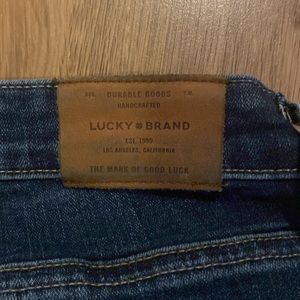 DURABLE GOODS
HANDCRAFTED
LUCKY BRAND
EST. 1990
LOS ANGELES, CALIFORNIA
THE MARK OF GOOD LUCK